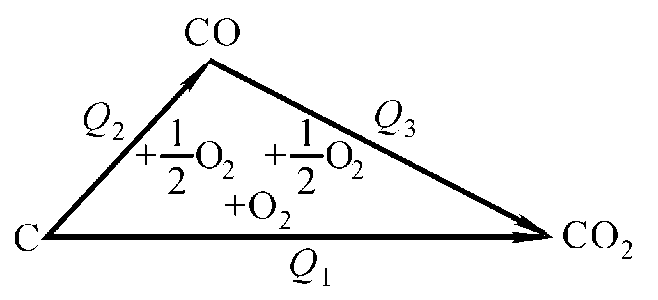 CO
Q₂
Q₃
+1/2O₂ +1/2O₂
+O₂
C
CO₂
Q₁